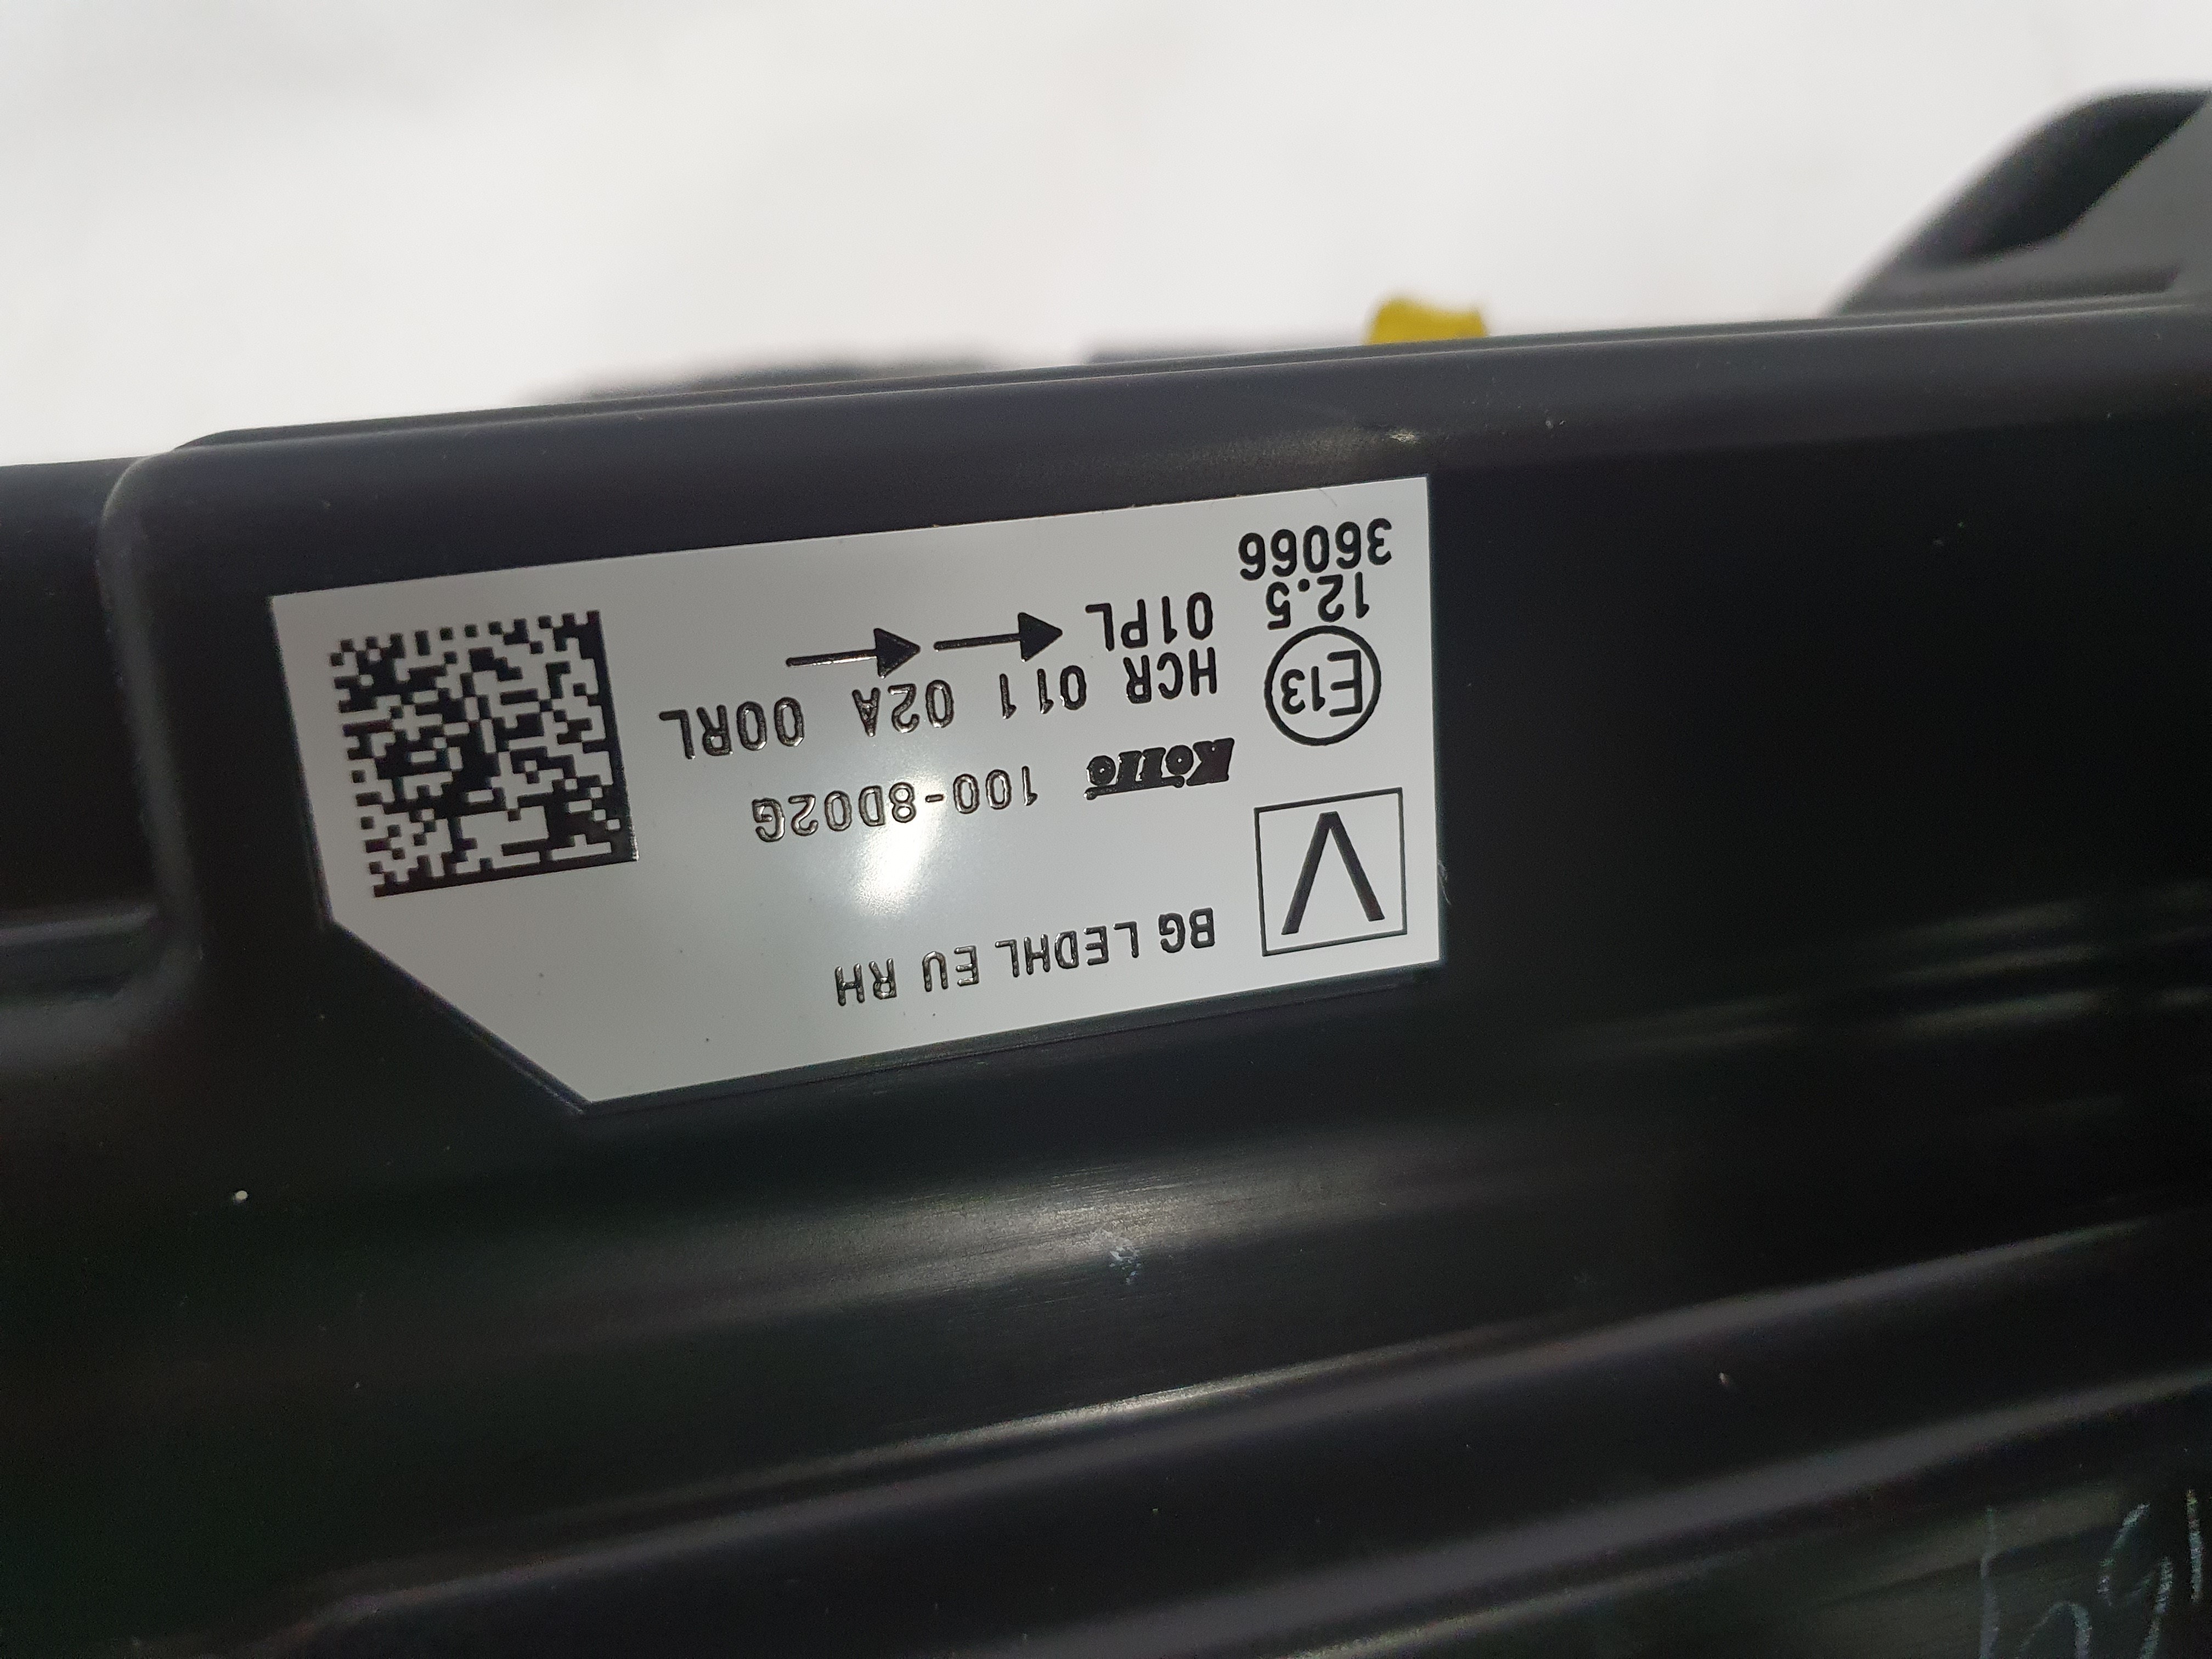 V BG LEDHL EU RH
Koito 100-8D02G
E13 HCR 011 02A 00RL
12.5 01PL ← ←
36066